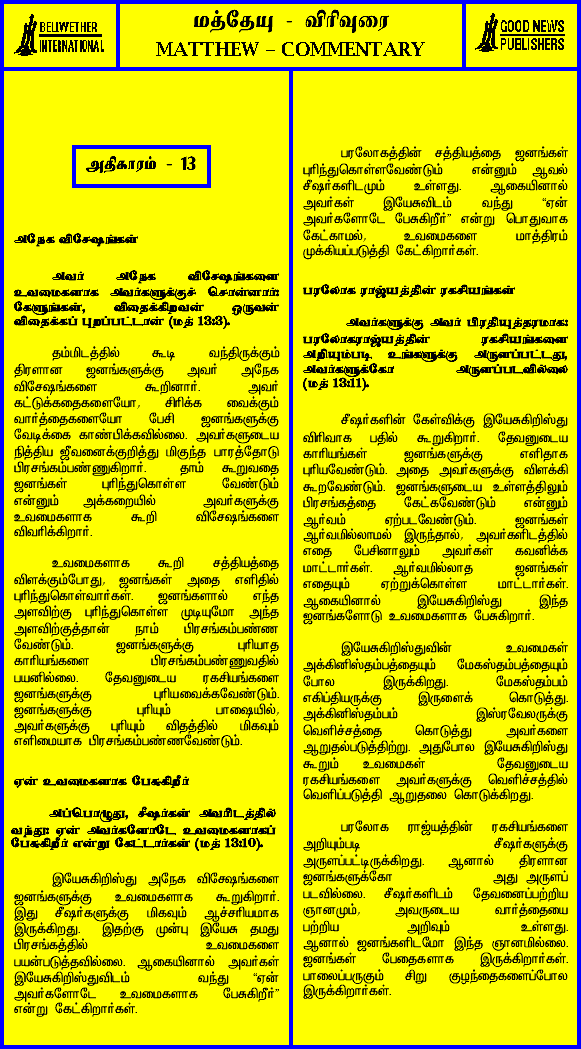 BELIWETHER
INTERNATIONAL
மத்தேயு - விரிவுரை
MATTHEW – COMMENTARY
GOOD NEWS
PUBLISHERS
அதிகாரம் - 13
அநேக விசேஷங்கள்
அவர் அநேக விசேஷங்களை
உவமைகளாக அவர்களுக்குச் சொன்னார்:
கேளுங்கள், விதைக்கிறவன் ஒருவன்
விதைக்கப் புறப்பட்டான் (மத் 13:3).
தம்மிடத்தில் கூடி வந்திருக்கும்
திரளான ஜனங்களுக்கு அவர் அநேக
விசேஷங்களை கூறினார். அவர்
கட்டுக்கதைகளையோ, சிரிக்க வைக்கும்
வார்த்தைகளையோ பேசி ஜனங்களுக்கு
வேடிக்கை காண்பிக்கவில்லை. அவர்களுடைய
நித்திய ஜீவனைக்குறித்து மிகுந்த பாரத்தோடு
பிரசங்கம்பண்ணுகிறார். தாம் கூறுவதை
ஜனங்கள் புரிந்துகொள்ள வேண்டும்
என்னும் அக்கறையில் அவர்களுக்கு
உவமைகளாக கூறி விசேஷங்களை
விவரிக்கிறார்.
உவமைகளாக கூறி சத்தியத்தை
விளக்கும்போது, ஜனங்கள் அதை எளிதில்
புரிந்துகொள்வார்கள். ஜனங்களால் எந்த
அளவிற்கு புரிந்துகொள்ள முடியுமோ அந்த
அளவிற்குத்தான் நாம் பிரசங்கம்பண்ண
வேண்டும். ஜனங்களுக்கு புரியாத
காரியங்களை பிரசங்கம்பண்ணுவதில்
பயனில்லை. தேவனுடைய ரகசியங்களை
ஜனங்களுக்கு புரியவைக்கவேண்டும்.
ஜனங்களுக்கு புரியும் பாஷையில்,
அவர்களுக்கு புரியும் விதத்தில் மிகவும்
எளிமையாக பிரசங்கம்பண்ணவேண்டும்.
ஏன் உவமைகளாக பேசுகிறீர்
அப்பொழுது, சீஷர்கள் அவரிடத்தில்
வந்து: ஏன் அவர்களோடே உவமைகளாகப்
பேசுகிறீர் என்று கேட்டார்கள் (மத் 13:10).
இயேசுகிறிஸ்து அநேக விசேஷங்களை
ஜனங்களுக்கு உவமைகளாக கூறுகிறார்.
இது சீஷர்களுக்கு மிகவும் ஆச்சரியமாக
இருக்கிறது. இதற்கு முன்பு இயேசு தமது
பிரசங்கத்தில் உவமைகளை
பயன்படுத்தவில்லை. ஆகையினால் அவர்கள்
இயேசுகிறிஸ்துவிடம் வந்து “ஏன்
அவர்களோடே உவமைகளாக பேசுகிறீர்”
என்று கேட்கிறார்கள்.
பரலோகத்தின் சத்தியத்தை ஜனங்கள்
புரிந்துகொள்ளவேண்டும் என்னும் ஆவல்
சீஷர்களிடமும் உள்ளது. ஆகையினால்
அவர்கள் இயேசுவிடம் வந்து “ஏன்
அவர்களோடே பேசுகிறீர்” என்று பொதுவாக
கேட்காமல், உவமைகளை மாத்திரம்
முக்கியப்படுத்தி கேட்கிறார்கள்.
பரலோக ராஜ்யத்தின் ரகசியங்கள்
அவர்களுக்கு அவர் பிரதியுத்தரமாக:
பரலோகராஜ்யத்தின் ரகசியங்களை
அறியும்படி உங்களுக்கு அருளப்பட்டது,
அவர்களுக்கோ அருளப்படவில்லை
(மத் 13:11).
சீஷர்களின் கேள்விக்கு இயேசுகிறிஸ்து
விரிவாக பதில் கூறுகிறார். தேவனுடைய
காரியங்கள் ஜனங்களுக்கு எளிதாக
புரியவேண்டும். அதை அவர்களுக்கு விளக்கி
கூறவேண்டும். ஜனங்களுடைய உள்ளத்திலும்
பிரசங்கத்தை கேட்கவேண்டும் என்னும்
ஆர்வம் ஏற்படவேண்டும். ஜனங்கள்
ஆர்வமில்லாமல் இருந்தால், அவர்களிடத்தில்
எதை பேசினாலும் அவர்கள் கவனிக்க
மாட்டார்கள். ஆர்வமில்லாத ஜனங்கள்
எதையும் ஏற்றுக்கொள்ள மாட்டார்கள்.
ஆகையினால் இயேசுகிறிஸ்து இந்த
ஜனங்களோடு உவமைகளாக பேசுகிறார்.
இயேசுகிறிஸ்துவின் உவமைகள்
அக்கினிஸ்தம்பத்தையும் மேகஸ்தம்பத்தையும்
போல இருக்கிறது. மேகஸ்தம்பம்
எகிப்தியருக்கு இருளைக் கொடுத்து.
அக்கினிஸ்தம்பம் இஸ்ரவேலருக்கு
வெளிச்சத்தை கொடுத்து அவர்களை
ஆறுதல்படுத்திற்று. அதுபோல இயேசுகிறிஸ்து
கூறும் உவமைகள் தேவனுடைய
ரகசியங்களை அவர்களுக்கு வெளிச்சத்தில்
வெளிப்படுத்தி ஆறுதலை கொடுக்கிறது.
பரலோக ராஜ்யத்தின் ரகசியங்களை
அறியும்படி சீஷர்களுக்கு
அருளப்பட்டிருக்கிறது. ஆனால் திரளான
ஜனங்களுக்கோ அது அருளப்
படவில்லை. சீஷர்களிடம் தேவனைப்பற்றிய
ஞானமும், அவருடைய வார்த்தையை
பற்றிய அறிவும் உள்ளது.
ஆனால் ஜனங்களிடமோ இந்த ஞானமில்லை.
ஜனங்கள் பேதைகளாக இருக்கிறார்கள்.
பாலைப்பருகும் சிறு குழந்தைகளைப்போல
இருக்கிறார்கள்.